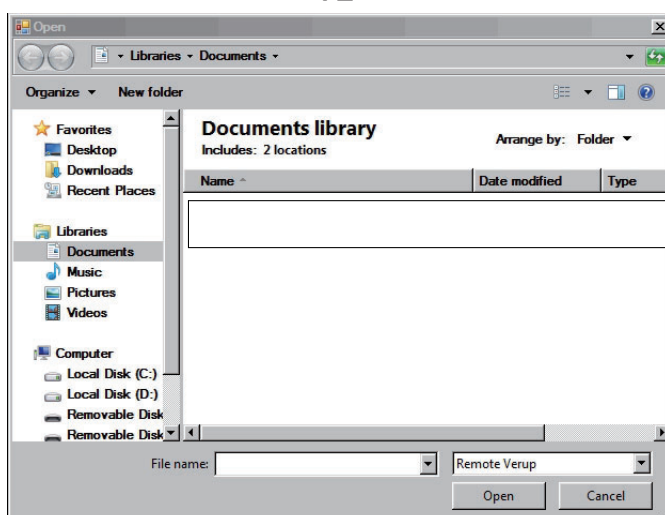 Open
Libraries
Documents
Organize
New folder
Favorites
Desktop
Downloads
Recent Places
Libraries
Documents
Music
Pictures
Videos
Computer
Local Disk (C:)
Local Disk (D:)
Removable Disk
Removable Disk
Documents library
Includes: 2 locations
Arrange by: Folder
Name
Date modified
Type
File name:
Remote Verup
Open
Cancel